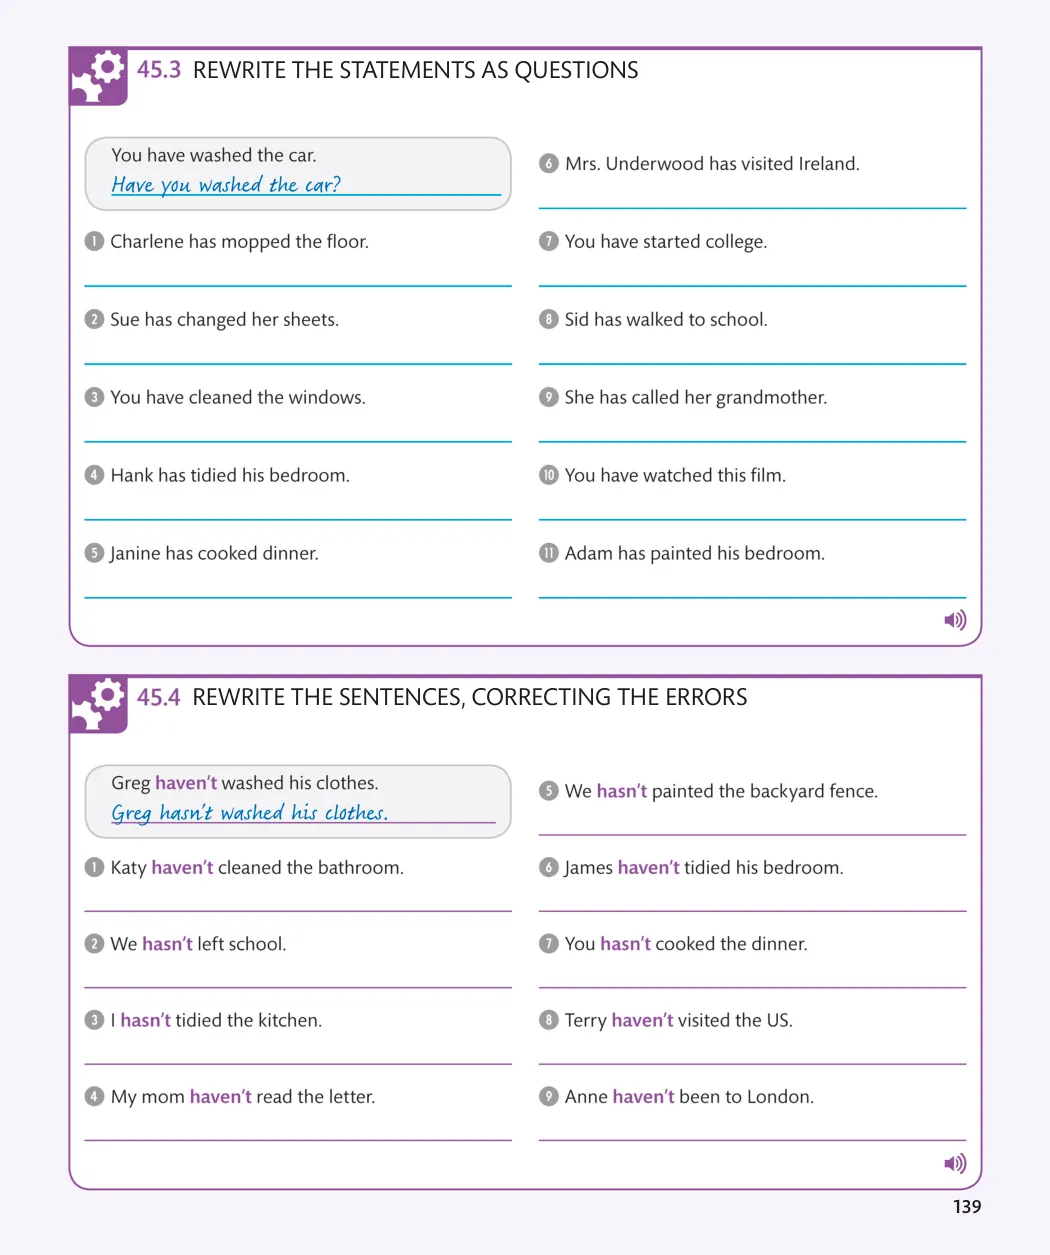 45.3 REWRITE THE STATEMENTS AS QUESTIONS
You have washed the car.
Have you washed the car?
1 Charlene has mopped the floor.
2 Sue has changed her sheets.
3 You have cleaned the windows.
4 Hank has tidied his bedroom.
5 Janine has cooked dinner.
6 Mrs. Underwood has visited Ireland.
7 You have started college.
8 Sid has walked to school.
9 She has called her grandmother.
10 You have watched this film.
11 Adam has painted his bedroom.
45.4 REWRITE THE SENTENCES, CORRECTING THE ERRORS
Greg haven't washed his clothes.
Greg hasn't washed his clothes.
1 Katy haven't cleaned the bathroom.
2 We hasn't left school.
3 I hasn't tidied the kitchen.
4 My mom haven't read the letter.
5 We hasn't painted the backyard fence.
6 James haven't tidied his bedroom.
7 You hasn't cooked the dinner.
8 Terry haven't visited the US.
9 Anne haven't been to London.
139